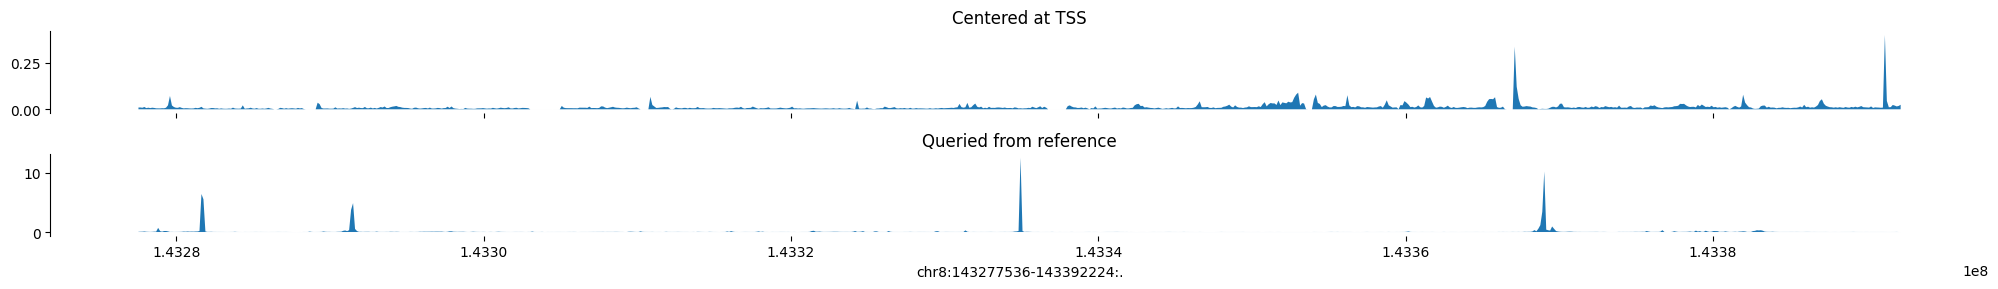 Centered at TSS
0.25
0.00
Queried from reference
10
0
1.4328 1.4330 1.4332 1.4334 1.4336 1.4338
chr8:143277536-143392224:.
1e8